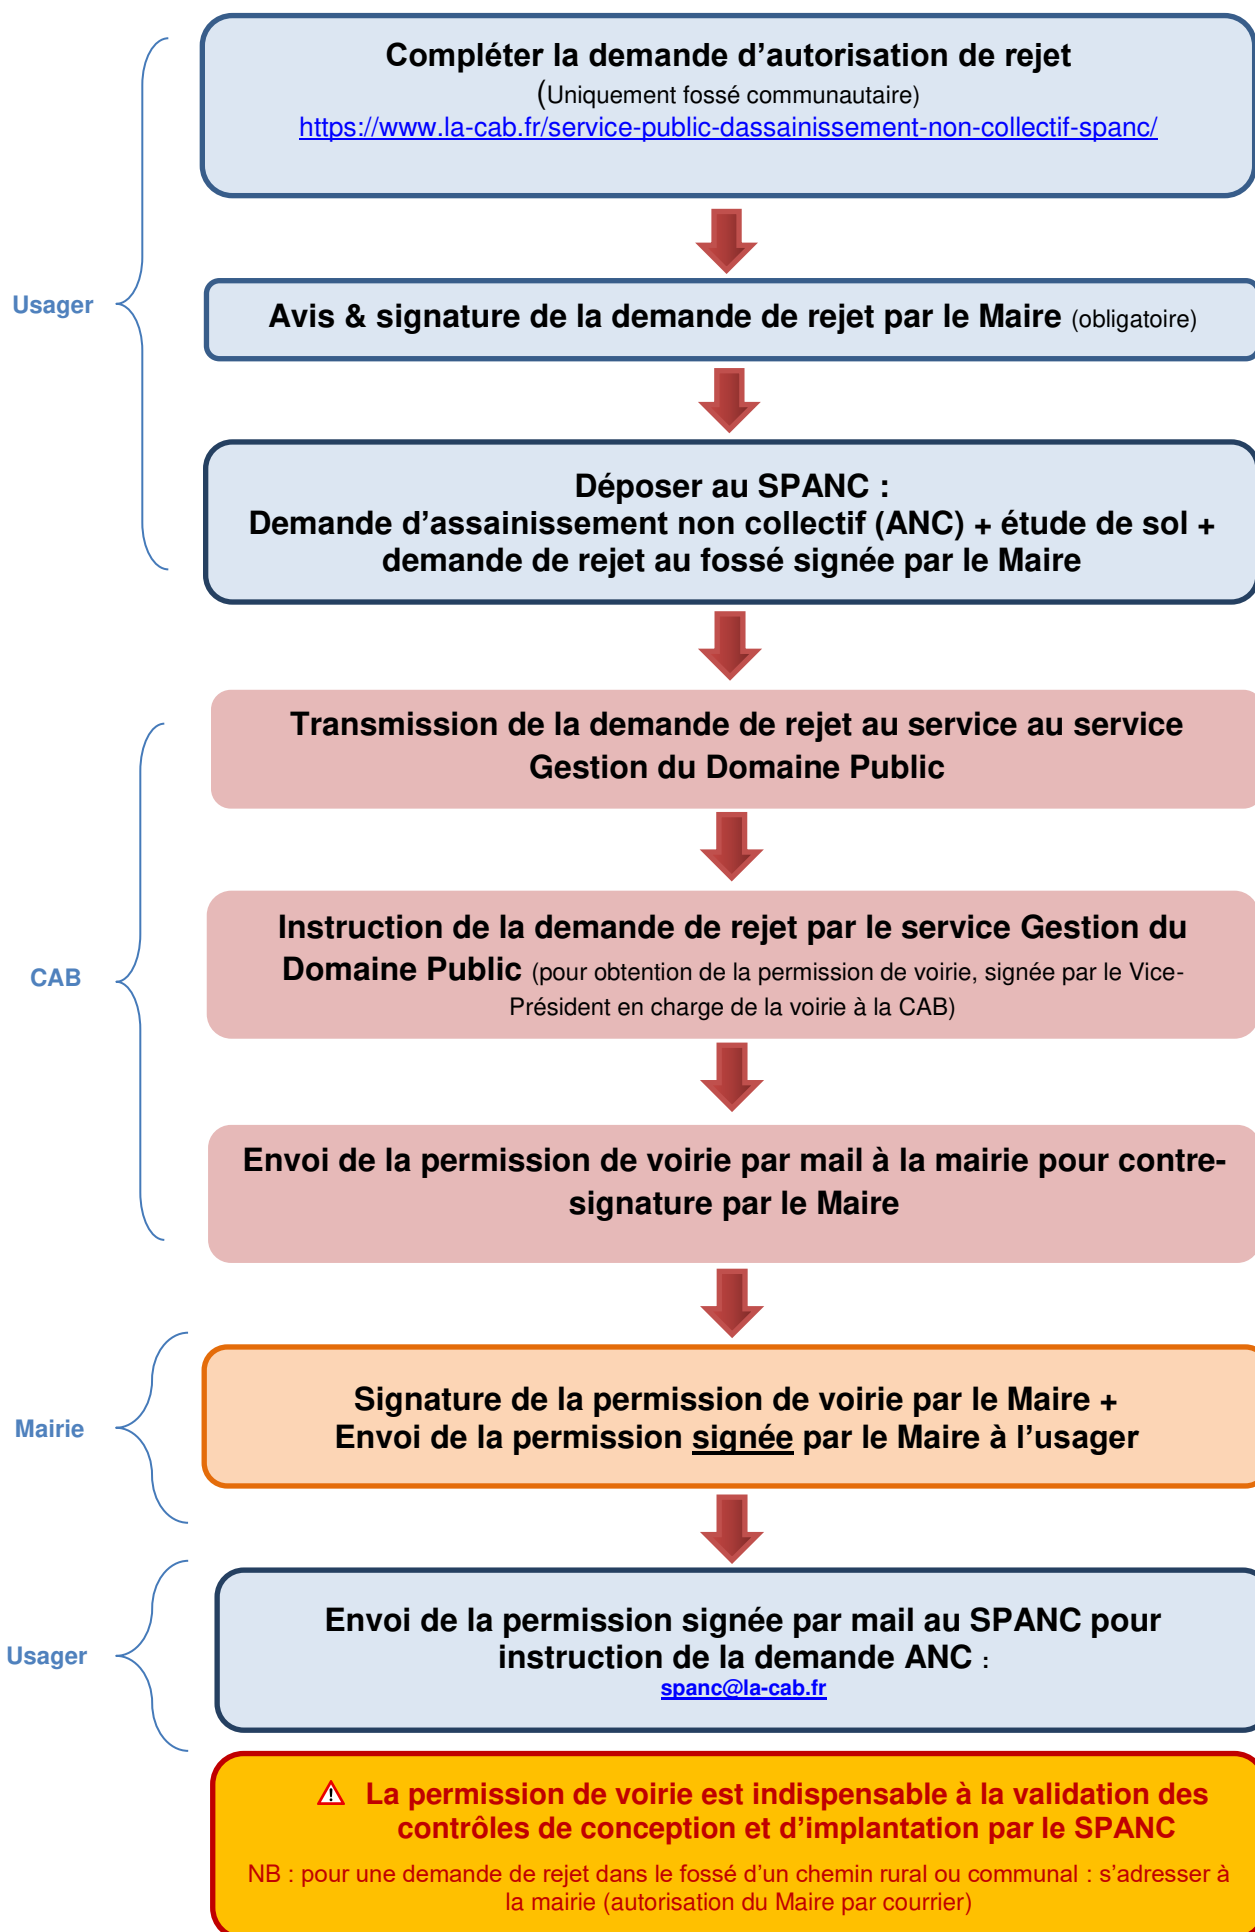 Compléter la demande d'autorisation de rejet
(Uniquement fossé communautaire)
https://www.la-cab.fr/service-public-dassainissement-non-collectif-spanc/
Usager
Avis & signature de la demande de rejet par le Maire (obligatoire)
Déposer au SPANC :
Demande d'assainissement non collectif (ANC) + étude de sol +
demande de rejet au fossé signée par le Maire
Transmission de la demande de rejet au service au service
Gestion du Domaine Public
CAB
Instruction de la demande de rejet par le service Gestion du
Domaine Public (pour obtention de la permission de voirie, signée par le Vice-
Président en charge de la voirie à la CAB)
Envoi de la permission de voirie par mail à la mairie pour contre-
signature par le Maire
Mairie
Signature de la permission de voirie par le Maire +
Envoi de la permission signée par le Maire à l'usager
Usager
Envoi de la permission signée par mail au SPANC pour
instruction de la demande ANC :
spanc@la-cab.fr
⚠ La permission de voirie est indispensable à la validation des
contrôles de conception et d'implantation par le SPANC
NB : pour une demande de rejet dans le fossé d'un chemin rural ou communal : s'adresser à
la mairie (autorisation du Maire par courrier)